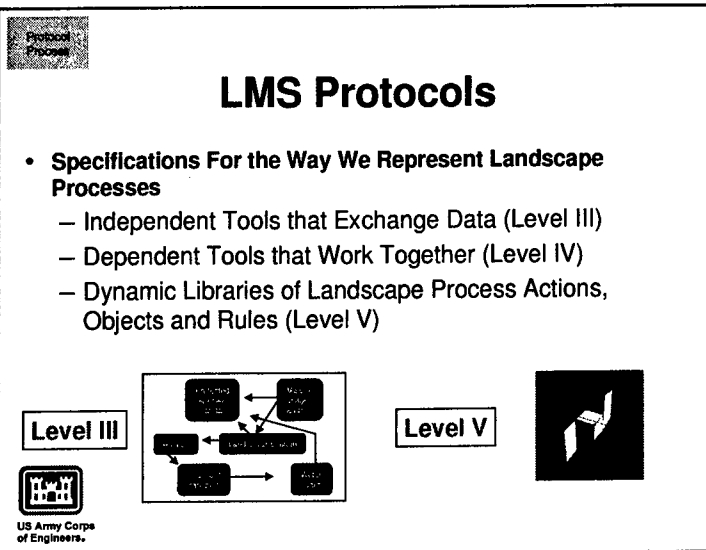 Protocol
Process
LMS Protocols
• Specifications For the Way We Represent Landscape
Processes
– Independent Tools that Exchange Data (Level III)
– Dependent Tools that Work Together (Level IV)
– Dynamic Libraries of Landscape Process Actions,
Objects and Rules (Level V)
Level III
Level V
US Army Corps
of Engineers.